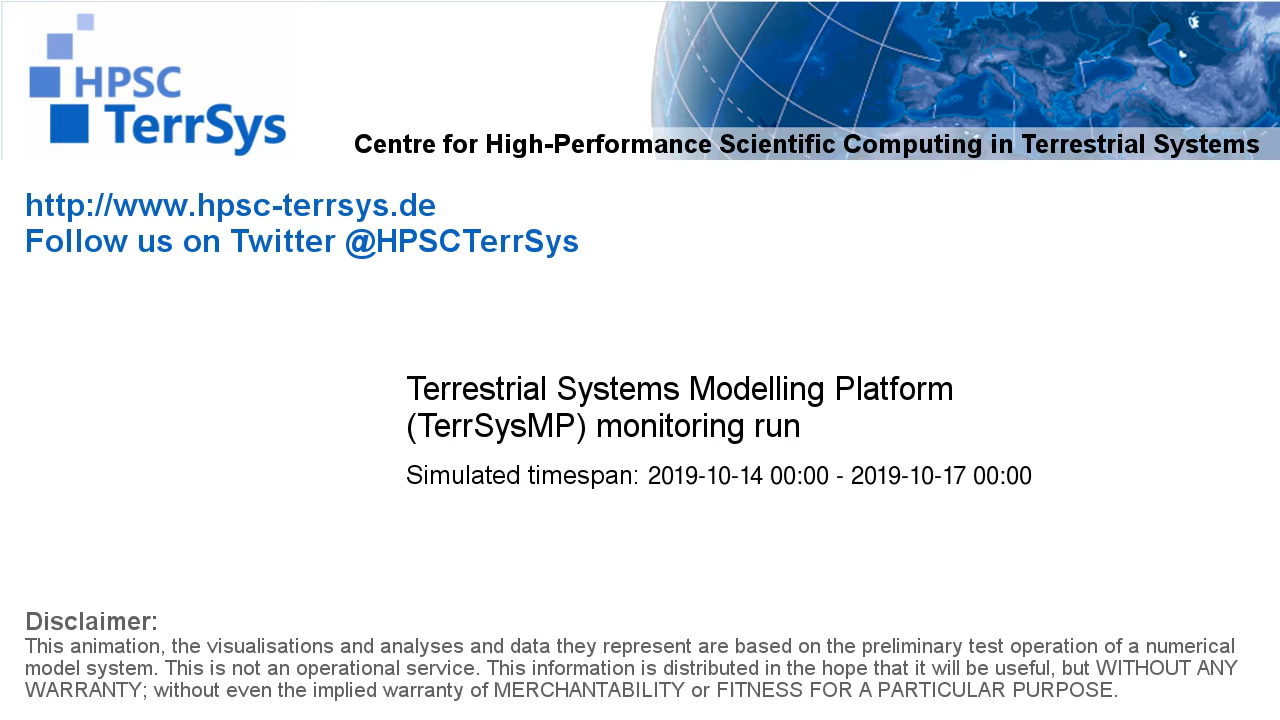 HPSC
TerrSys
Centre for High-Performance Scientific Computing in Terrestrial Systems
http://www.hpsc-terrsys.de
Follow us on Twitter @HPSCTerrSys
Terrestrial Systems Modelling Platform
(TerrSysMP) monitoring run
Simulated timespan: 2019-10-14 00:00 - 2019-10-17 00:00
Disclaimer:
This animation, the visualisations and analyses and data they represent are based on the preliminary test operation of a numerical
model system. This is not an operational service. This information is distributed in the hope that it will be useful, but WITHOUT ANY
WARRANTY; without even the implied warranty of MERCHANTABILITY or FITNESS FOR A PARTICULAR PURPOSE.